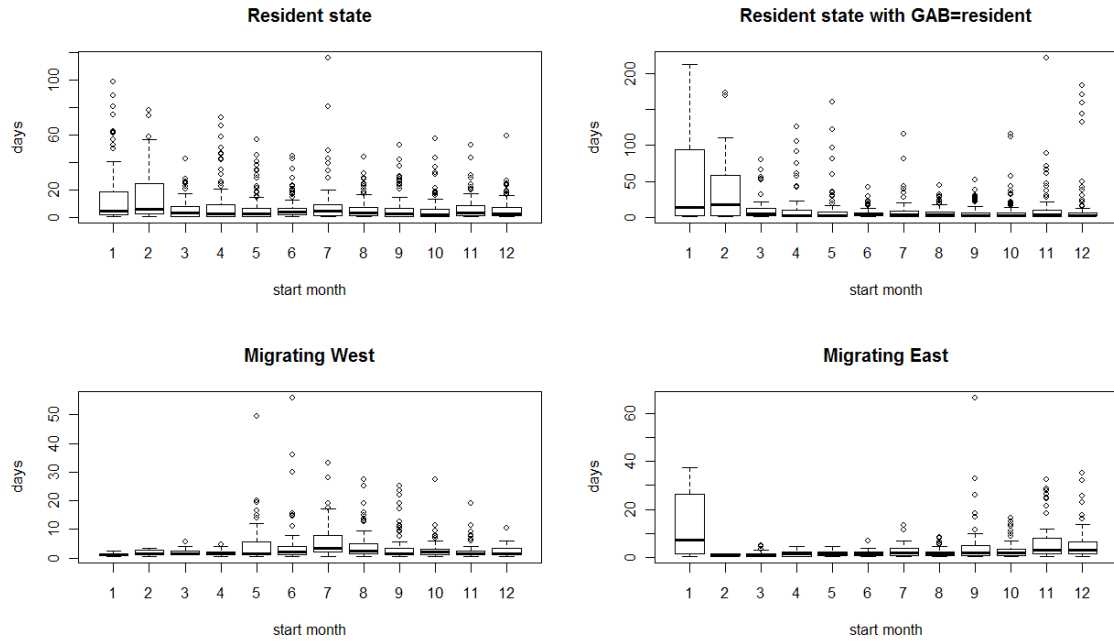 Resident state
days
0 20 60 100
1 2 3 4 5 6 7 8 9 10 11 12
start month
Resident state with GAB=resident
days
0 50 100 200
1 2 3 4 5 6 7 8 9 10 11 12
start month
Migrating West
days
0 10 20 30 40 50
1 2 3 4 5 6 7 8 9 10 11 12
start month
Migrating East
days
0 20 40 60
1 2 3 4 5 6 7 8 9 10 11 12
start month